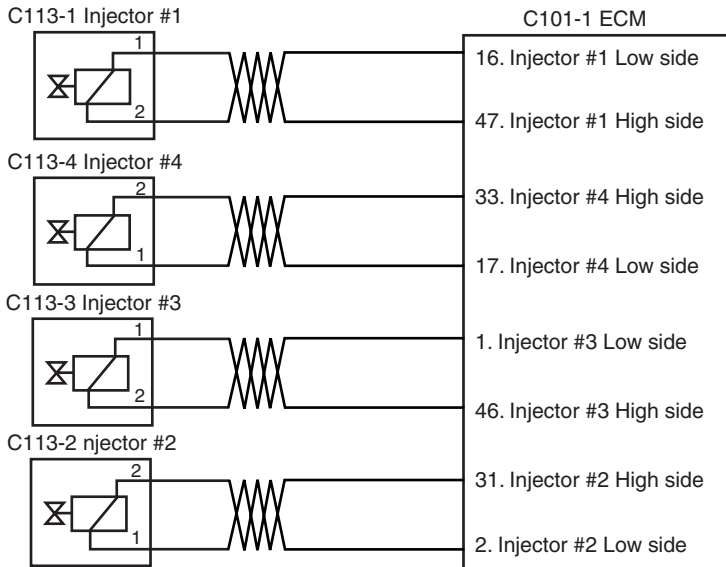 C113-1 Injector #1
C101-1 ECM
1
16. Injector #1 Low side
2
47. Injector #1 High side
C113-4 Injector #4
2
33. Injector #4 High side
1
17. Injector #4 Low side
C113-3 Injector #3
1
1. Injector #3 Low side
2
46. Injector #3 High side
C113-2 njector #2
2
31. Injector #2 High side
1
2. Injector #2 Low side